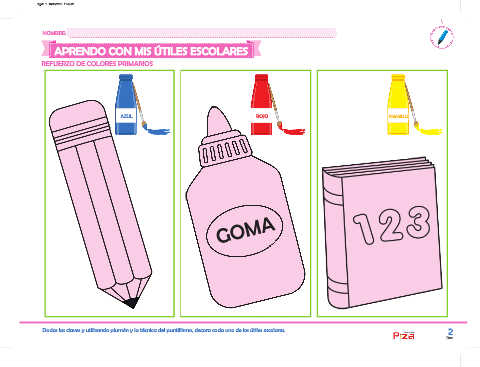 NOMBRE:
APRENDO CON MIS ÚTILES ESCOLARES
REFUERZO DE COLORES PRIMARIOS
AZUL
ROJO
AMARILLO
GOMA
123
Dadas las claves y utilizando plumón y la técnica del puntillismo, decora cada uno de los útiles escolares.
Pizza
2